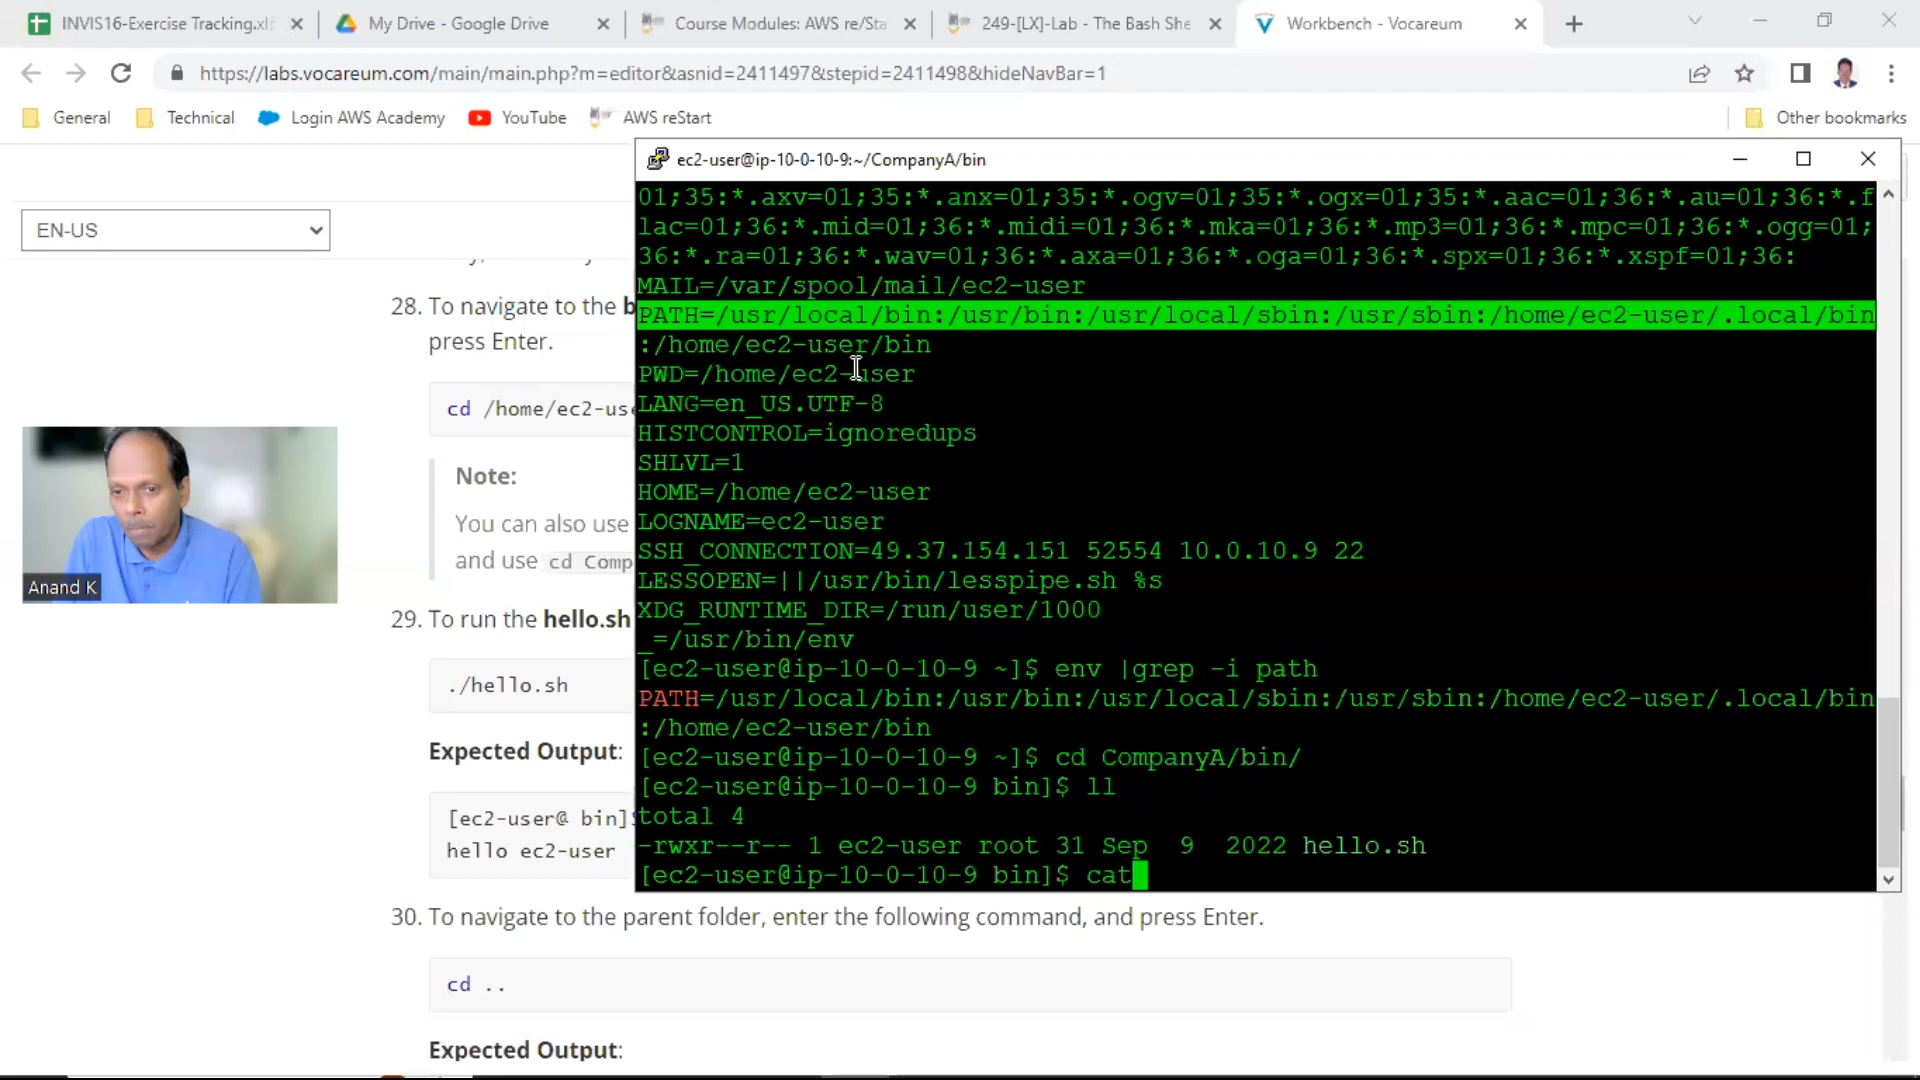 INVIS16-Exercise Tracking.xls
My Drive - Google Drive
Course Modules: AWS re/Sta
249-[LX]-Lab - The Bash She
Workbench - Vocareum
https://labs.vocareum.com/main/main.php?m=editor&asnid=2411497&stepid=2411498&hideNavBar=1
General
Technical
Login AWS Academy
YouTube
AWS reStart
Other bookmarks
ec2-user@ip-10-0-10-9:~/CompanyA/bin
EN-US
28. To navigate to the b
press Enter.
cd /home/ec2-use
Note:
You can also use
and use cd Comp
Anand K
29. To run the hello.sh
./hello.sh
Expected Output:
[ec2-user@ bin]$
hello ec2-user
01;35:*.axv=01;35:*.anx=01;35:*.ogv=01;35:*.ogx=01;35:*.aac=01;36:*.au=01;36:*.f
lac=01;36:*.mid=01;36:*.midi=01;36:*.mka=01;36:*.mp3=01;36:*.mpc=01;36:*.ogg=01;
36:*.ra=01;36:*.wav=01;36:*.axa=01;36:*.oga=01;36:*.spx=01;36:*.xspf=01;36:
MAIL=/var/spool/mail/ec2-user
PATH=/usr/local/bin:/usr/bin:/usr/local/sbin:/usr/sbin:/home/ec2-user/.local/bin
:/home/ec2-user/bin
PWD=/home/ec2-user
LANG=en_US.UTF-8
HISTCONTROL=ignoredups
SHLVL=1
HOME=/home/ec2-user
LOGNAME=ec2-user
SSH_CONNECTION=49.37.154.151 52554 10.0.10.9 22
LESSOPEN=||/usr/bin/lesspipe.sh %s
XDG_RUNTIME_DIR=/run/user/1000
_=/usr/bin/env
[ec2-user@ip-10-0-10-9 ~]$ env |grep -i path
PATH=/usr/local/bin:/usr/bin:/usr/local/sbin:/usr/sbin:/home/ec2-user/.local/bin
:/home/ec2-user/bin
[ec2-user@ip-10-0-10-9 ~]$ cd CompanyA/bin/
[ec2-user@ip-10-0-10-9 bin]$ ll
total 4
-rwxr--r-- 1 ec2-user root 31 Sep  9  2022 hello.sh
[ec2-user@ip-10-0-10-9 bin]$ cat
30. To navigate to the parent folder, enter the following command, and press Enter.
cd ..
Expected Output: